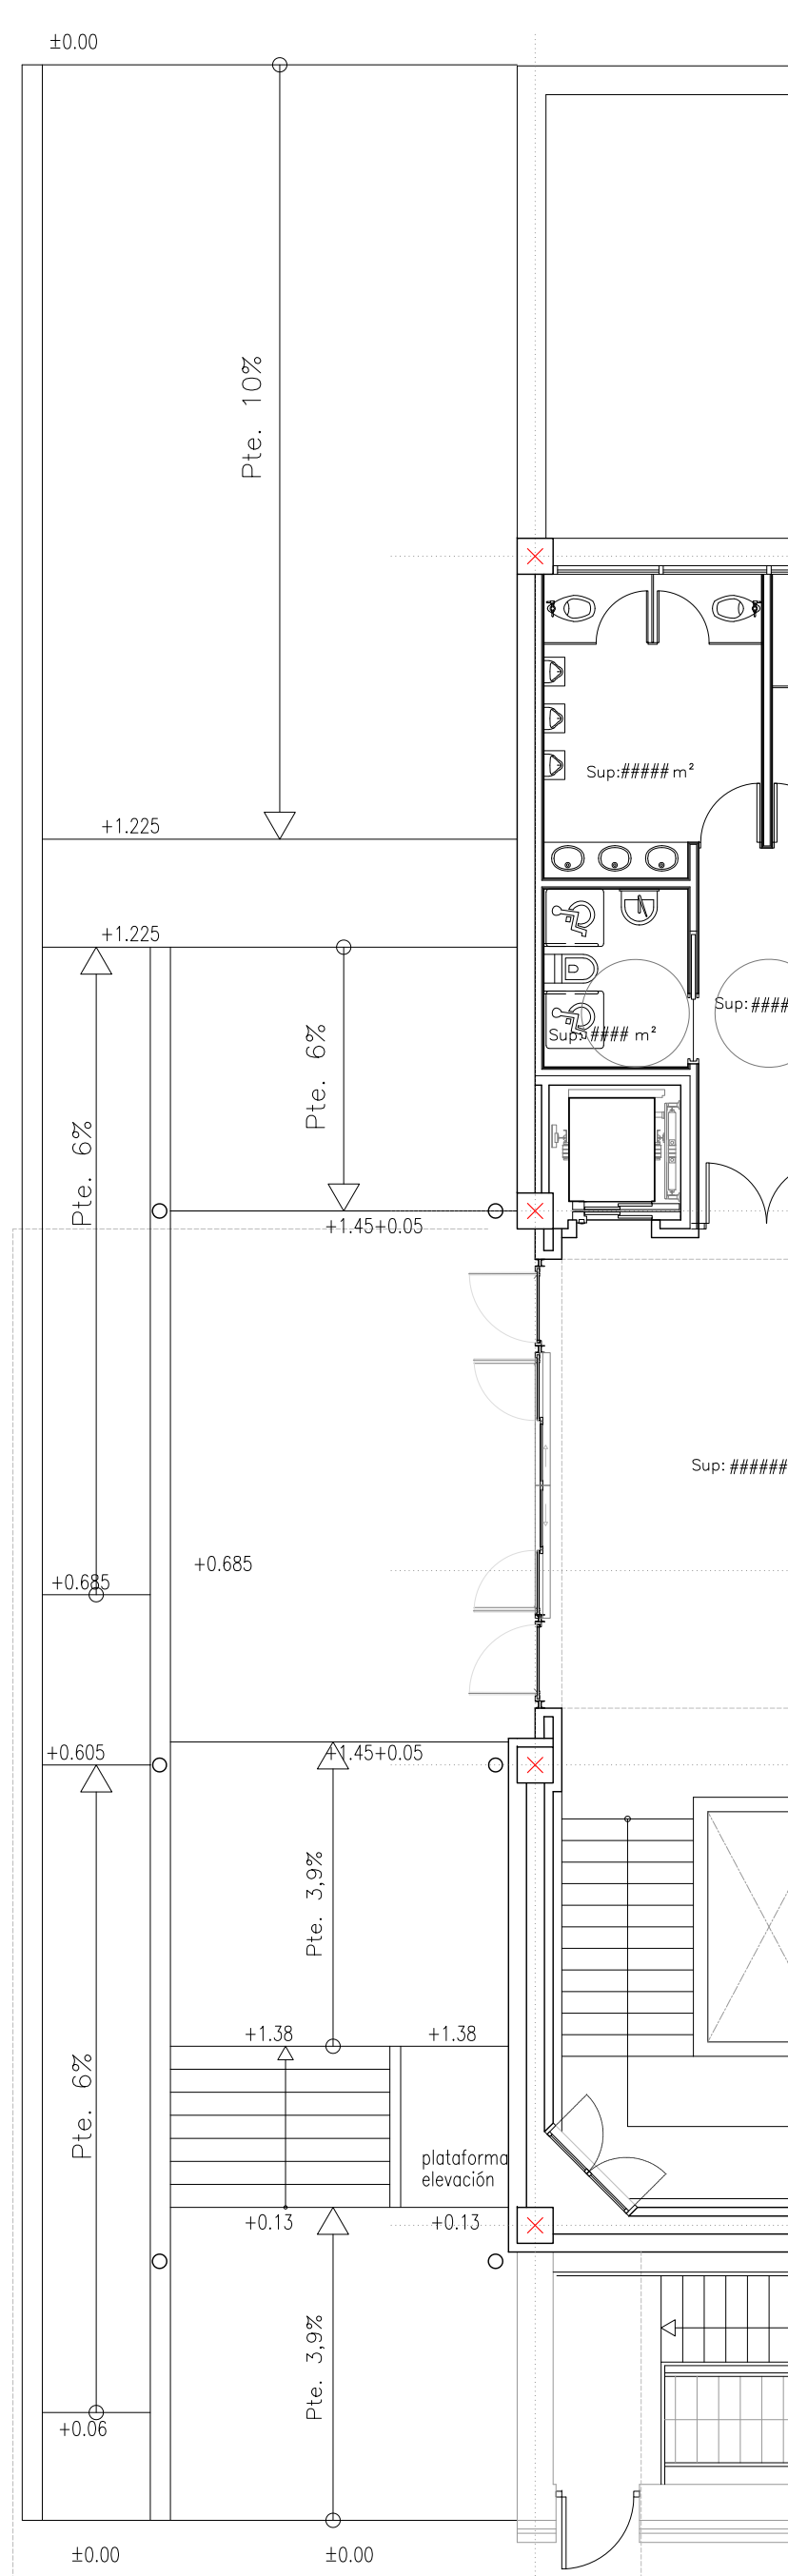 ±0.00
Pte. 10%
Sup:##### m²
+1.225
+1.225
Sup: ####
Pte. 6%
Sup: #### m²
Pte. 6%
+1.45+0.05
Sup: ######
+0.685
+0.685
+0.605
+1.45+0.05
Pte. 3,9%
+1.38
+1.38
Pte. 6%
plataforma
elevación
+0.13
+0.13
Pte. 3,9%
+0.06
±0.00
±0.00